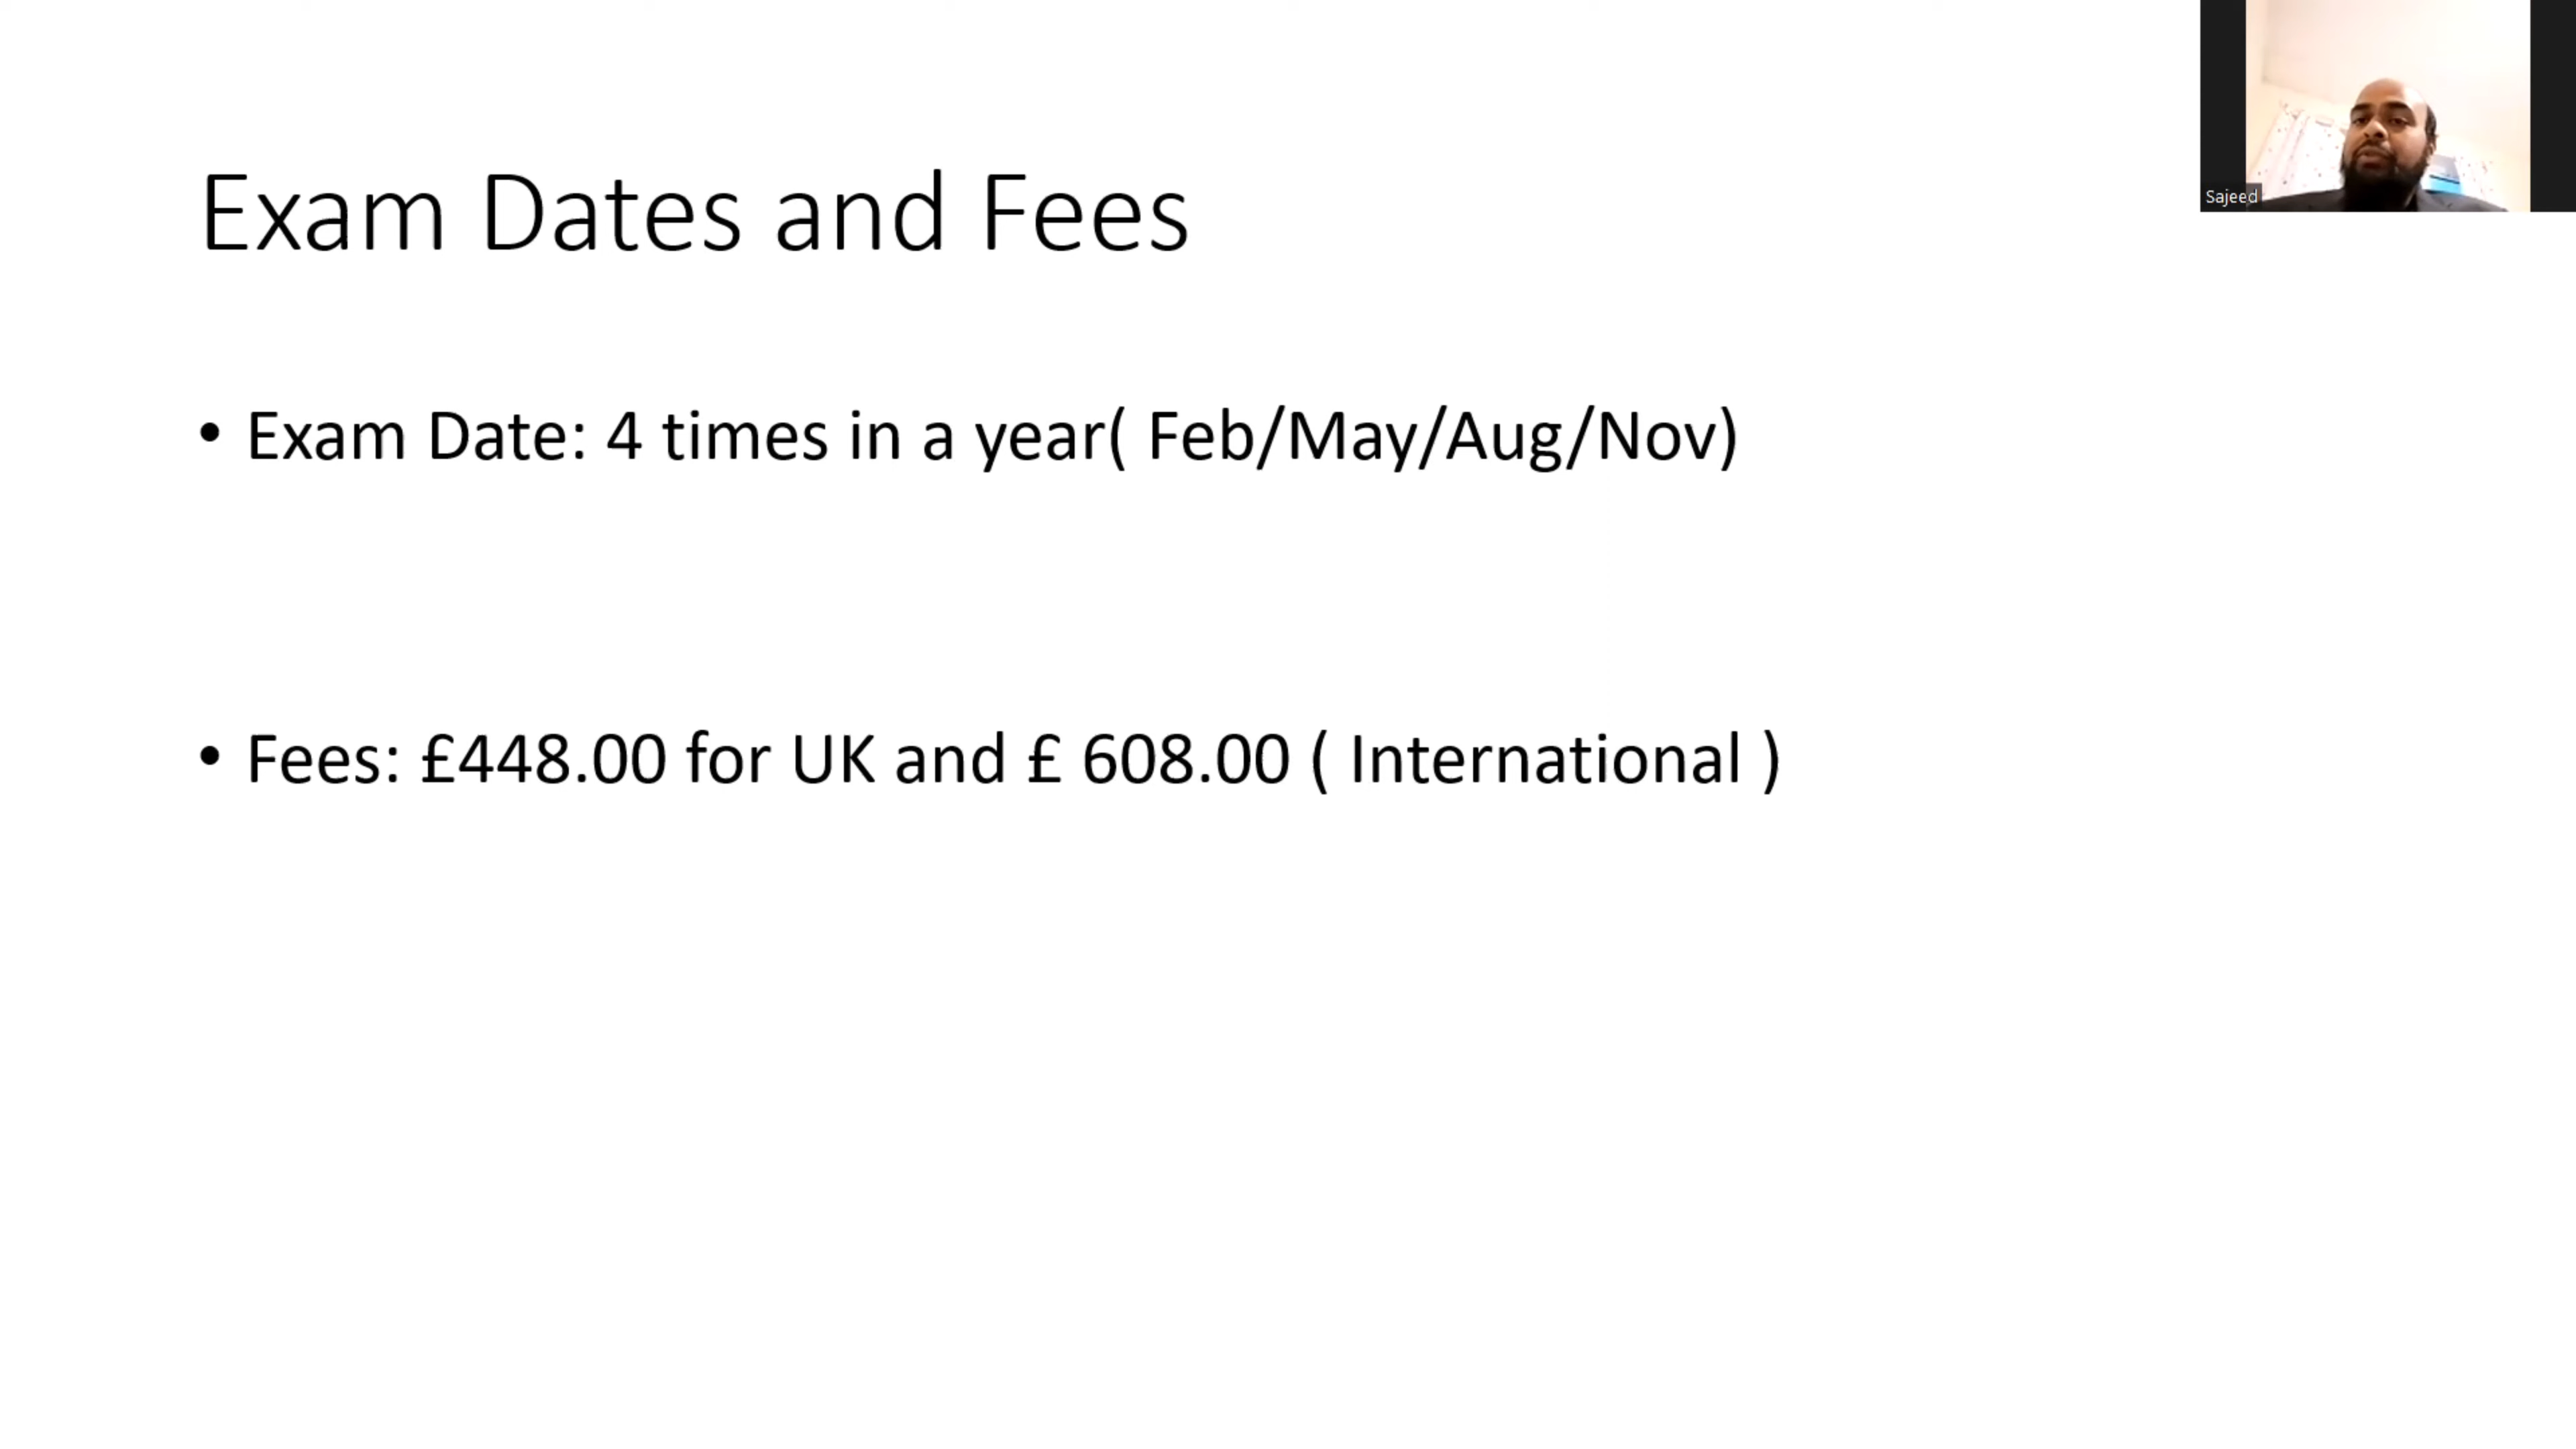 Sajeed
Exam Dates and Fees
• Exam Date: 4 times in a year( Feb/May/Aug/Nov)
• Fees: £448.00 for UK and £ 608.00 ( International )